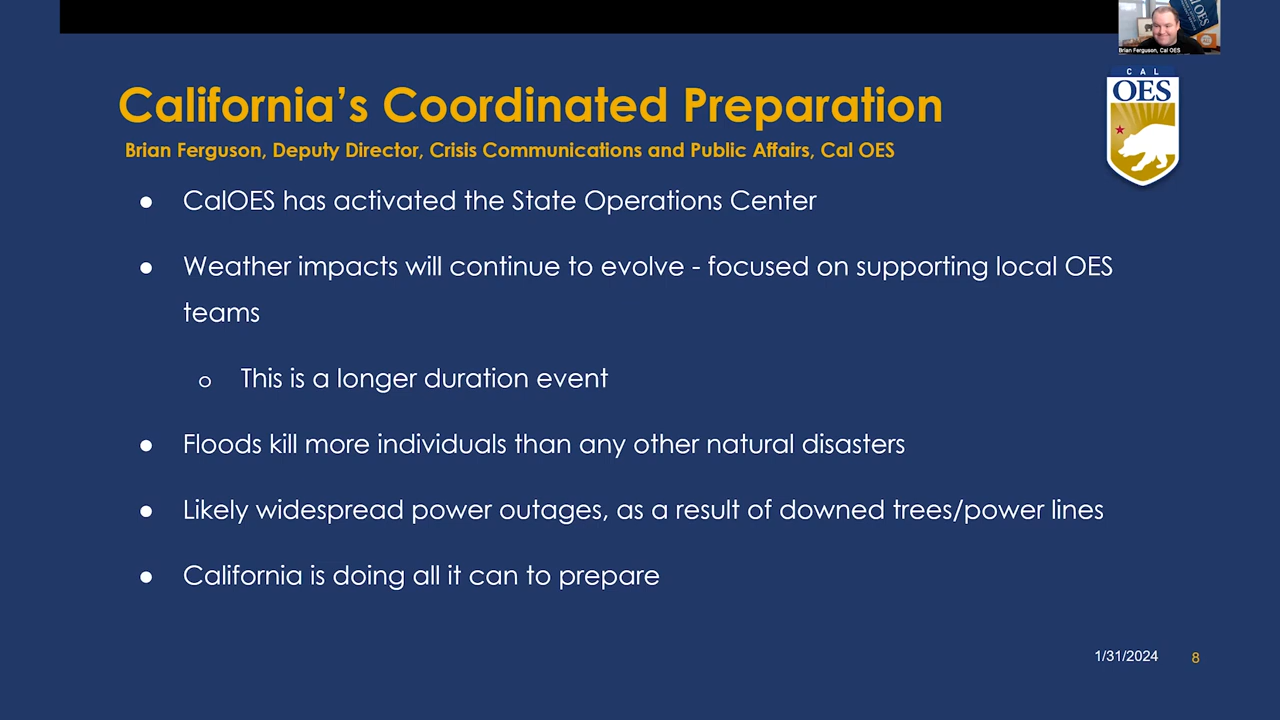 Brian Ferguson, Cal OES
CAL
OES
California's Coordinated Preparation
Brian Ferguson, Deputy Director, Crisis Communications and Public Affairs, Cal OES
● CalOES has activated the State Operations Center
● Weather impacts will continue to evolve - focused on supporting local OES
teams
○ This is a longer duration event
● Floods kill more individuals than any other natural disasters
● Likely widespread power outages, as a result of downed trees/power lines
● California is doing all it can to prepare
1/31/2024 8